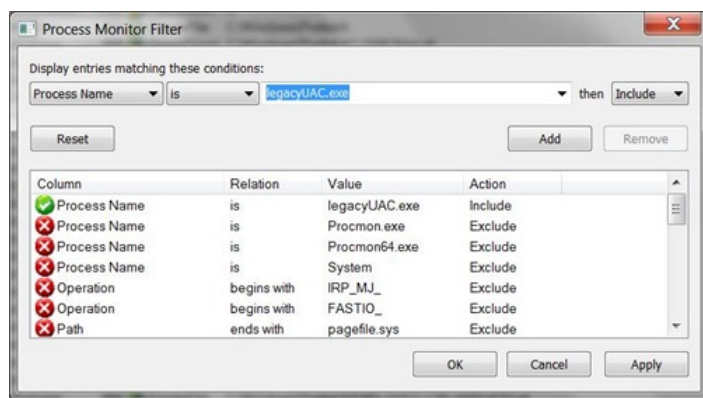 Process Monitor Filter
Display entries matching these conditions:
Process Name is legacyUAC.exe then Include
Reset Add Remove
Column Relation Value Action
Process Name is legacyUAC.exe Include
Process Name is Procmon.exe Exclude
Process Name is Procmon64.exe Exclude
Process Name is System Exclude
Operation begins with IRP_MJ_ Exclude
Operation begins with FASTIO_ Exclude
Path ends with pagefile.sys Exclude
OK Cancel Apply